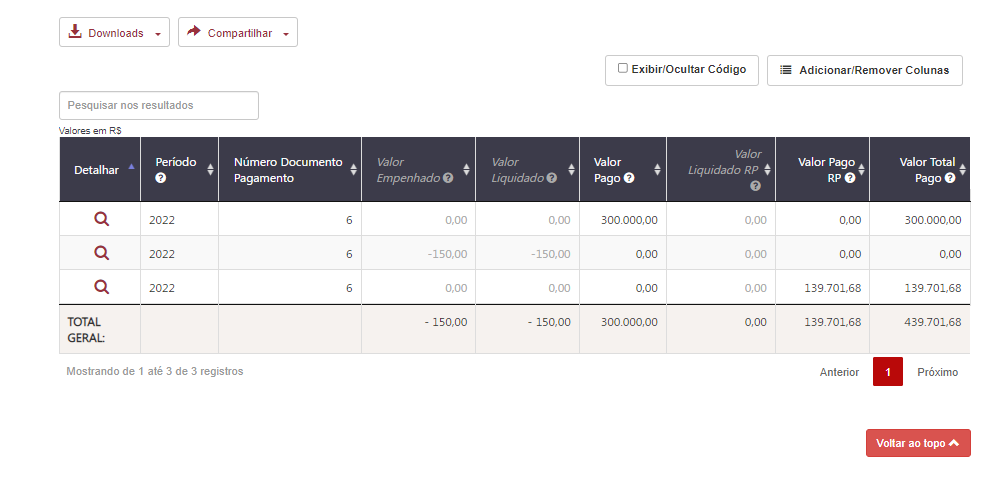 Downloads
Compartilhar
Exibir/Ocultar Código
Adicionar/Remover Colunas
Pesquisar nos resultados
Valores em R$
Detalhar Período Número Documento Pagamento Valor Empenhado Valor Liquidado Valor Pago Valor Liquidado RP Valor Pago RP Valor Total Pago
2022 6 0,00 0,00 300.000,00 0,00 0,00 300.000,00
2022 6 -150,00 -150,00 0,00 0,00 0,00 0,00
2022 6 0,00 0,00 0,00 0,00 139.701,68 139.701,68
TOTAL GERAL: - 150,00 - 150,00 300.000,00 0,00 139.701,68 439.701,68
Mostrando de 1 até 3 de 3 registros
Anterior 1 Próximo
Voltar ao topo